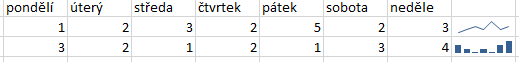 pondělí úterý středa čtvrtek pátek sobota neděle
1 2 3 2 5 2 3
3 2 1 2 1 3 4